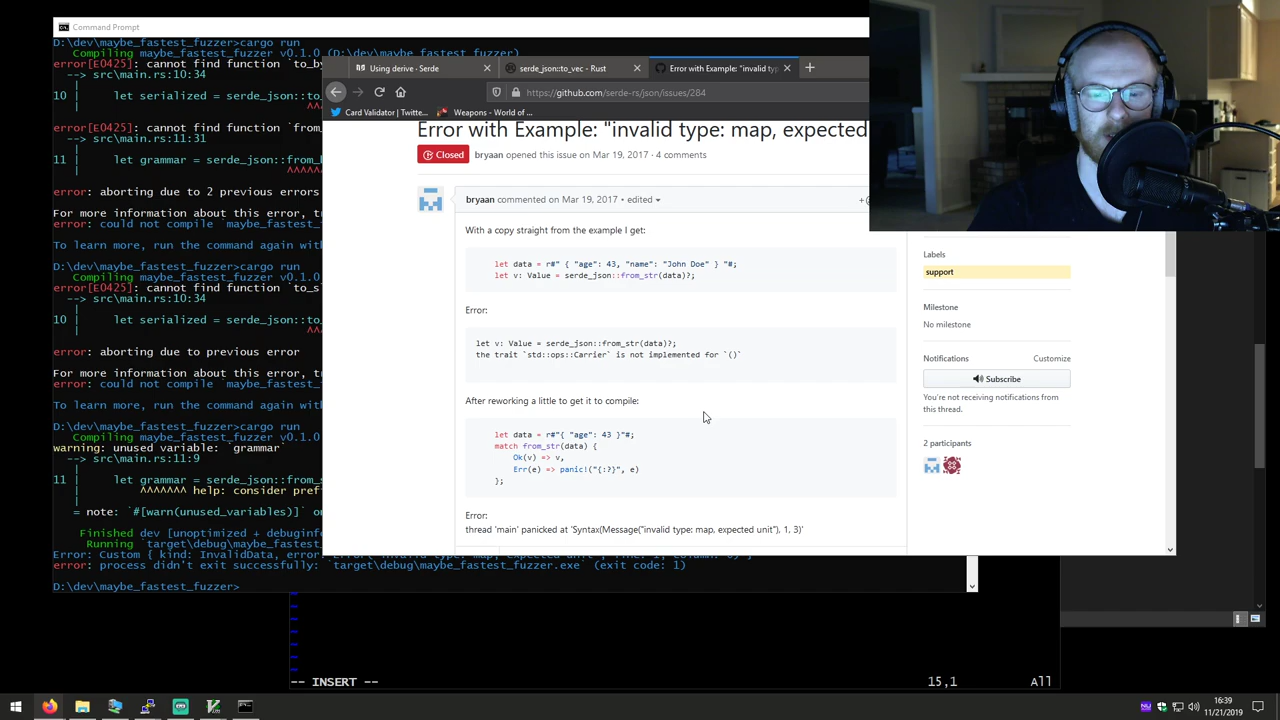 Command Prompt
D:\dev\maybe_fastest_fuzzer>cargo run
Compiling maybe_fastest_fuzzer v0.1.0 (D:\dev\maybe_fastest_fuzzer)
error[E0425]: cannot find function `to_by
--> src\main.rs:10:34
10 | let serialized = serde_json::to_
^^
error[E0425]: cannot find function `from_
--> src\main.rs:11:31
11 | let grammar = serde_json::from_
^^^^^
error: aborting due to 2 previous errors
For more information about this error, tr
error: could not compile `maybe_fastest_f
To learn more, run the command again with
D:\dev\maybe_fastest_fuzzer>cargo run
Compiling maybe_fastest_fuzzer v0.1.0
error[E0425]: cannot find function `to_s
--> src\main.rs:10:34
10 | let serialized = serde_json::to_
^^
error: aborting due to previous error
For more information about this error, tr
error: could not compile `maybe_fastest_f
To learn more, run the command again with
D:\dev\maybe_fastest_fuzzer>cargo run
Compiling maybe_fastest_fuzzer v0.1.0
warning: unused variable: `grammar`
--> src\main.rs:11:9
11 | let grammar = serde_json::from_s
^^^^^^^ help: consider pref
= note: `#[warn(unused_variables)]` on
Finished dev [unoptimized + debuginfo
Running `target\debug\maybe_fastest_f
Error: Custom { kind: InvalidData, error:
error: process didn't exit successfully: `target\debug\maybe_fastest_fuzzer.exe` (exit code: 1)
D:\dev\maybe_fastest_fuzzer>
Using derive · Serde
serde_json::to_vec - Rust
Error with Example: "invalid typ
https://github.com/serde-rs/json/issues/284
Card Validator | Twitte...
Weapons - World of ...
Error with Example: "invalid type: map, expected
Closed
bryaan opened this issue on Mar 19, 2017 · 4 comments
bryaan commented on Mar 19, 2017 • edited
With a copy straight from the example I get:
let data = r#" { "age": 43, "name": "John Doe" } "#;
let v: Value = serde_json::from_str(data)?;
Error:
let v: Value = serde_json::from_str(data)?;
the trait `std::ops::Carrier` is not implemented for `()`
After reworking a little to get it to compile:
let data = r#"{ "age": 43 }"#;
match from_str(data) {
Ok(v) => v,
Err(e) => panic!("{:?}", e)
};
Error:
thread 'main' panicked at 'Syntax(Message("invalid type: map, expected unit"), 1, 3)'
Labels
support
Milestone
No milestone
Notifications
Customize
Subscribe
You're not receiving notifications from
this thread.
2 participants
-- INSERT --
15,1
All
16:39
11/21/2019